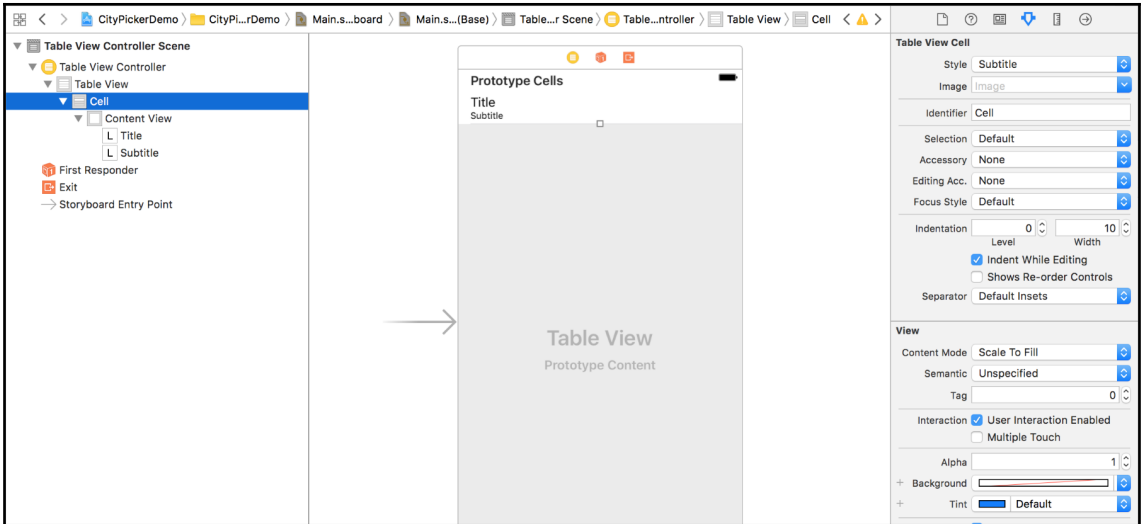 CityPickerDemo CityPi...rDemo Main.s...board Main.s...(Base) Table...r Scene Table...ntroller Table View Cell
Table View Controller Scene
Table View Controller
Table View
Cell
Content View
L Title
L Subtitle
First Responder
Exit
Storyboard Entry Point
Prototype Cells
Title
Subtitle
Table View
Prototype Content
Table View Cell
Style Subtitle
Image Image
Identifier Cell
Selection Default
Accessory None
Editing Acc. None
Focus Style Default
Indentation 0 10
Level Width
Indent While Editing
Shows Re-order Controls
Separator Default Insets
View
Content Mode Scale To Fill
Semantic Unspecified
Tag 0
Interaction User Interaction Enabled
Multiple Touch
Alpha 1
+ Background
+ Tint Default